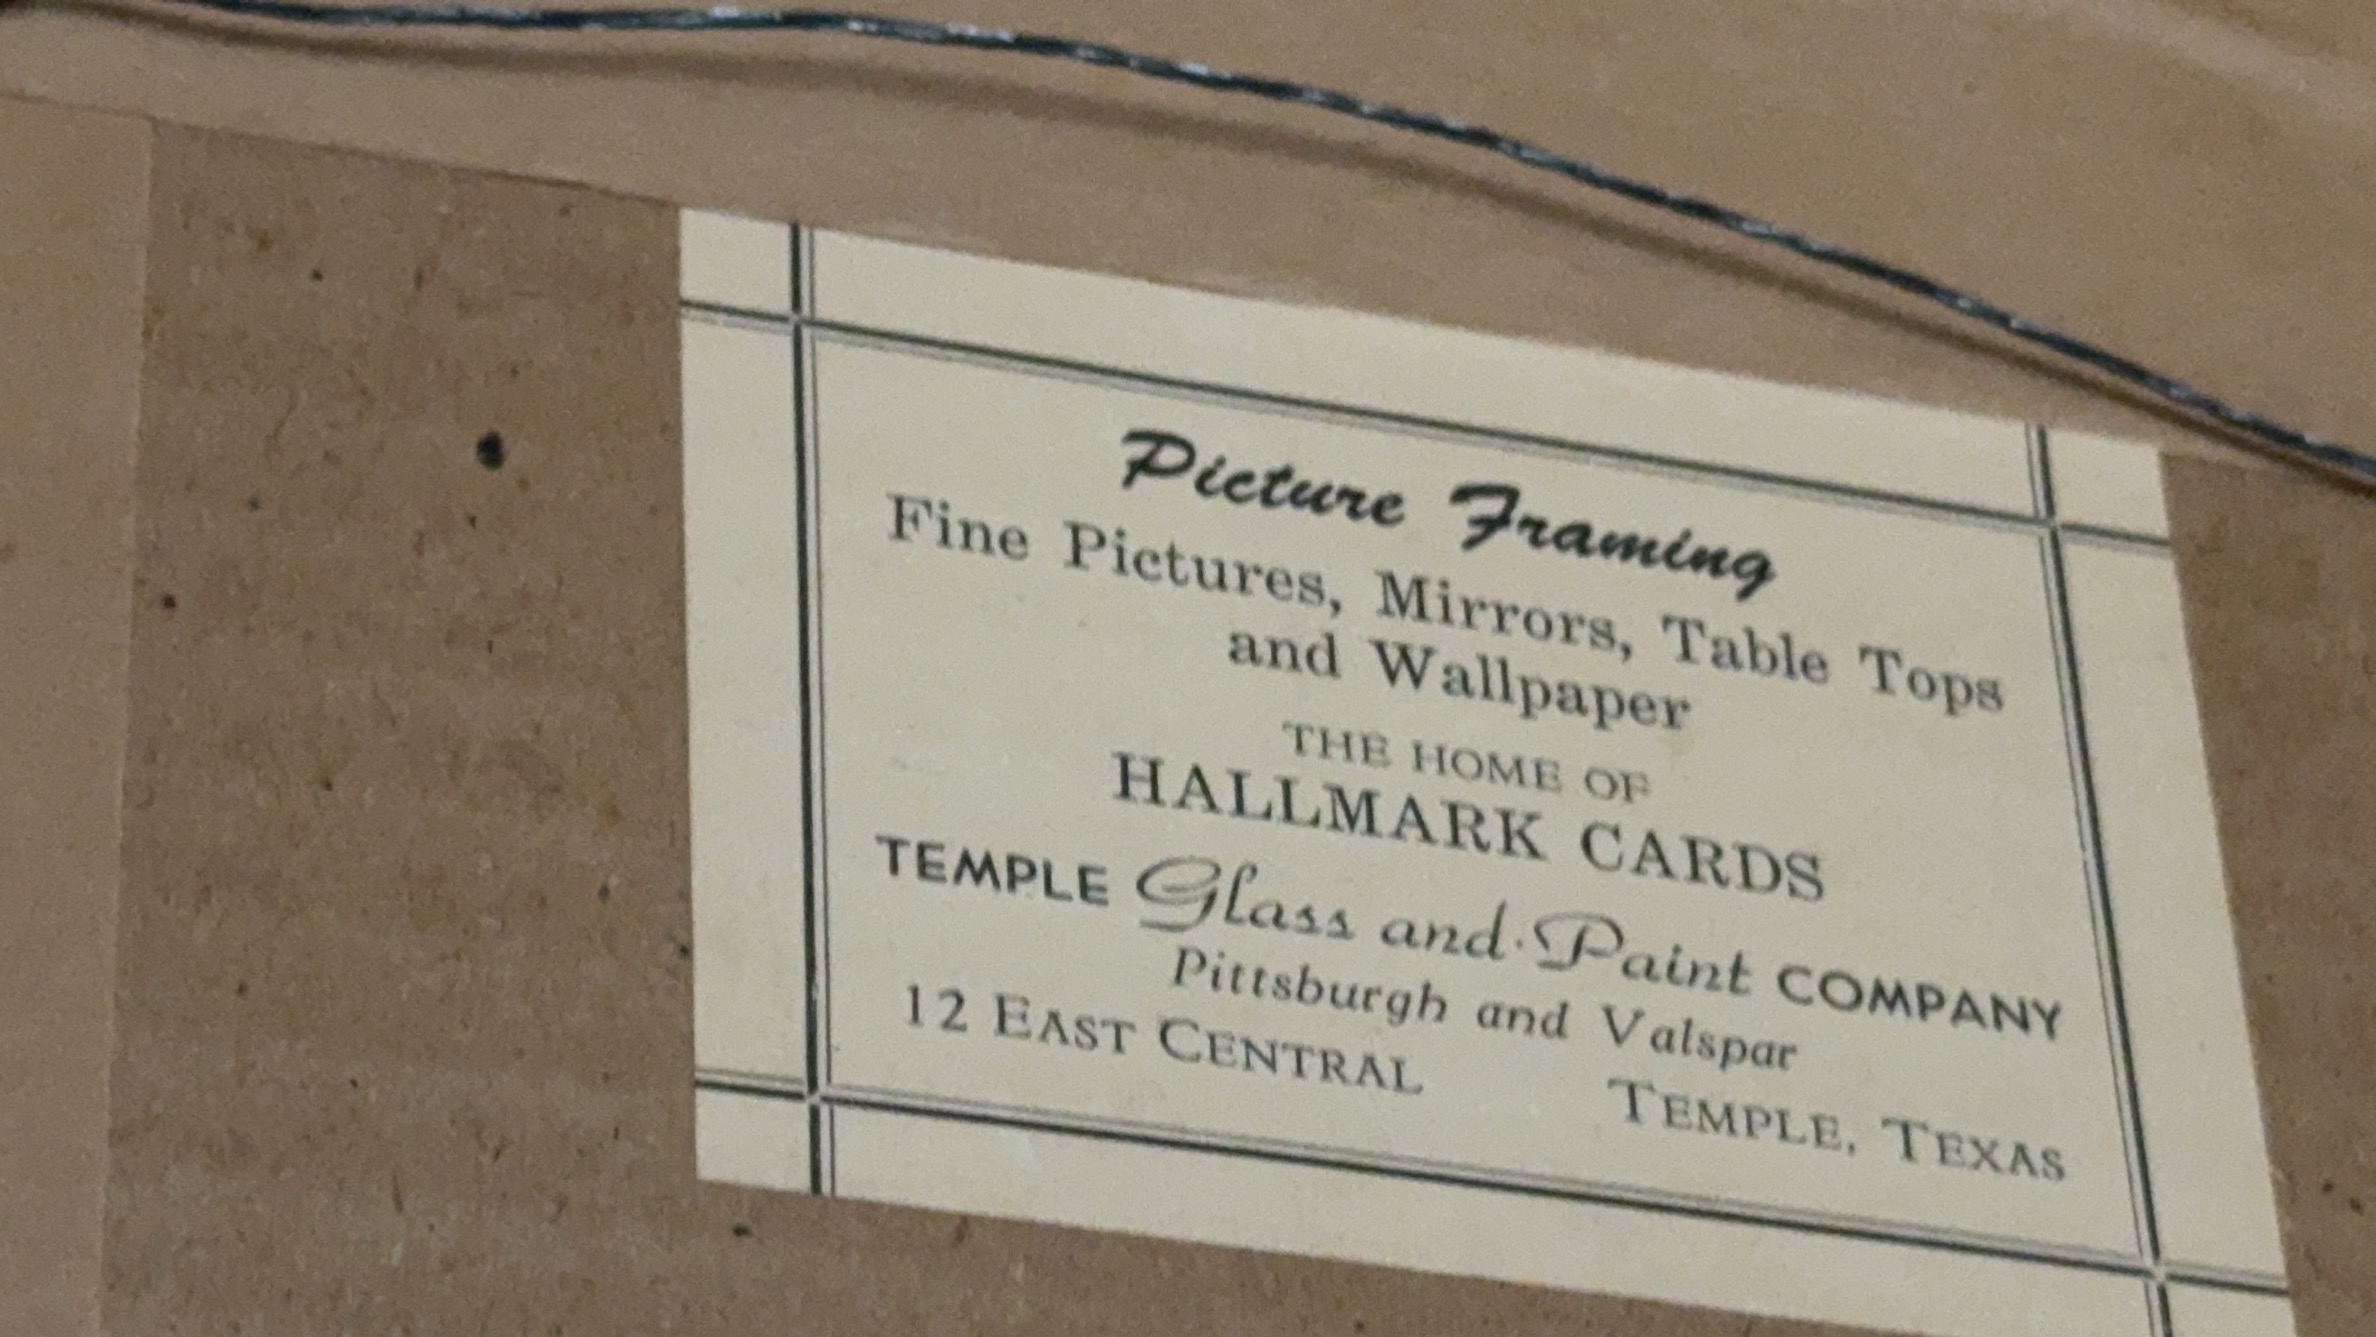 Picture Framing
Fine Pictures, Mirrors, Table Tops
and Wallpaper
THE HOME OF
HALLMARK CARDS
TEMPLE Glass and Paint COMPANY
Pittsburgh and Valspar
12 EAST CENTRAL TEMPLE, TEXAS